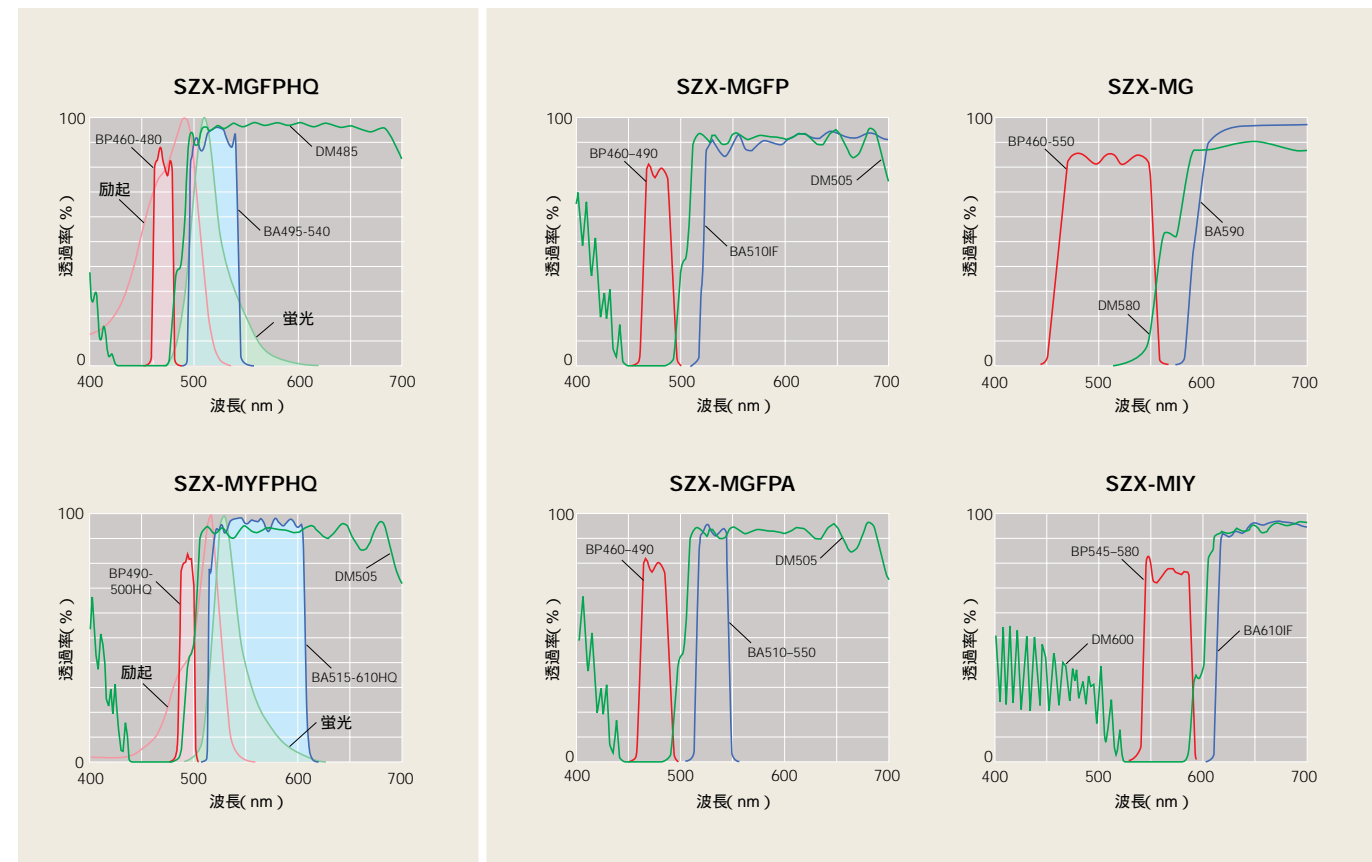 SZX-MGFPHQ
100
BP460-480
励起
DM485
BA495-540
蛍光
透過率( % )
0
400
500
600
700
波長( nm )
SZX-MGFP
100
BP460–490
DM505
BA510IF
透過率( % )
0
400
500
600
700
波長( nm )
SZX-MG
100
BP460-550
BA590
DM580
透過率( % )
0
400
500
600
700
波長( nm )
SZX-MYFPHQ
100
BP490-
500HQ
DM505
励起
BA515-610HQ
蛍光
透過率( % )
0
400
500
600
700
波長( nm )
SZX-MGFPA
100
BP460–490
DM505
BA510–550
透過率( % )
0
400
500
600
700
波長( nm )
SZX-MIY
100
BP545–580
DM600
BA610IF
透過率( % )
0
400
500
600
700
波長( nm )